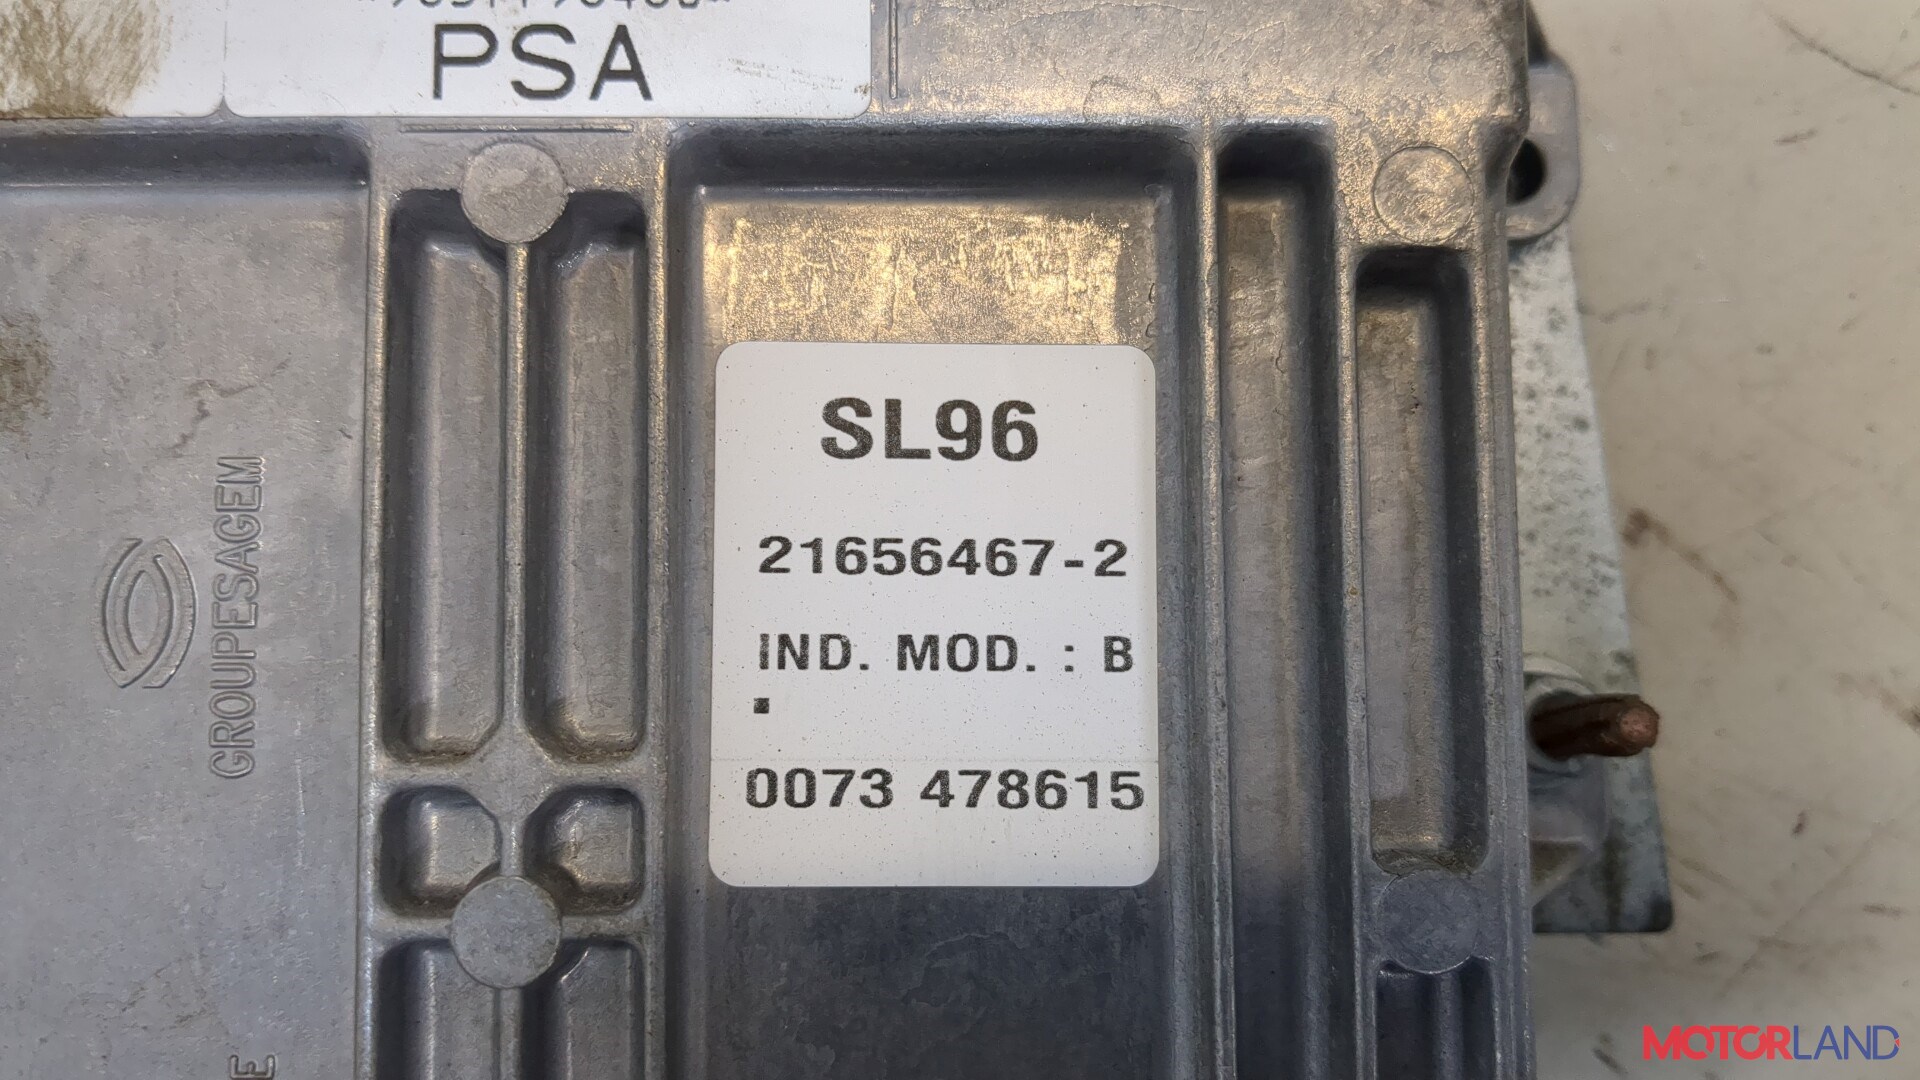 PSA
GROUPESAGEM
SL96
21656467-2
IND. MOD. : B
0073 478615
MOTORLAND